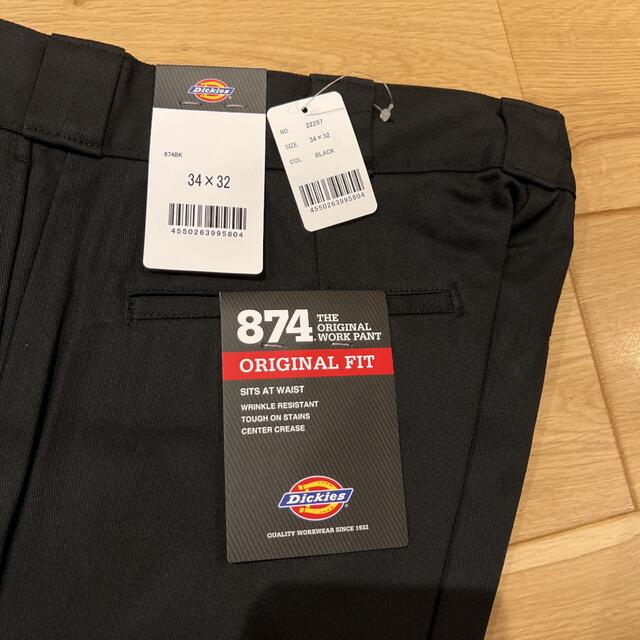 Dickies
874BK
34×32
4550263995804
NO. 22297
SIZE 34×32
COL. BLACK
4550263995804
874 THE ORIGINAL WORK PANT
ORIGINAL FIT
SITS AT WAIST
WRINKLE RESISTANT
TOUGH ON STAINS
CENTER CREASE
Dickies
QUALITY WORKWEAR SINCE 1922